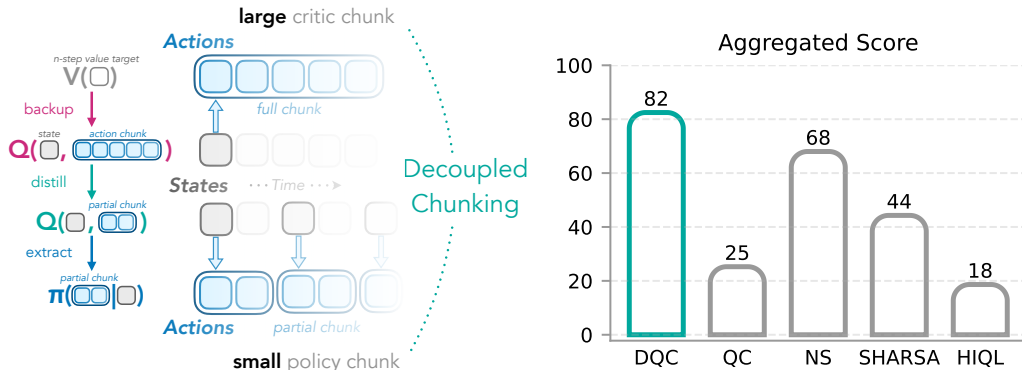 large critic chunk
Actions
full chunk
n-step value target
V( )
backup
state
action chunk
Q( , )
distill
partial chunk
Q( , )
extract
partial chunk
π( | )
States
Time
Actions
partial chunk
small policy chunk
Decoupled
Chunking
Aggregated Score
100
80
60
40
20
0
82
25
68
44
18
DQC
QC
NS
SHARSA
HIQL